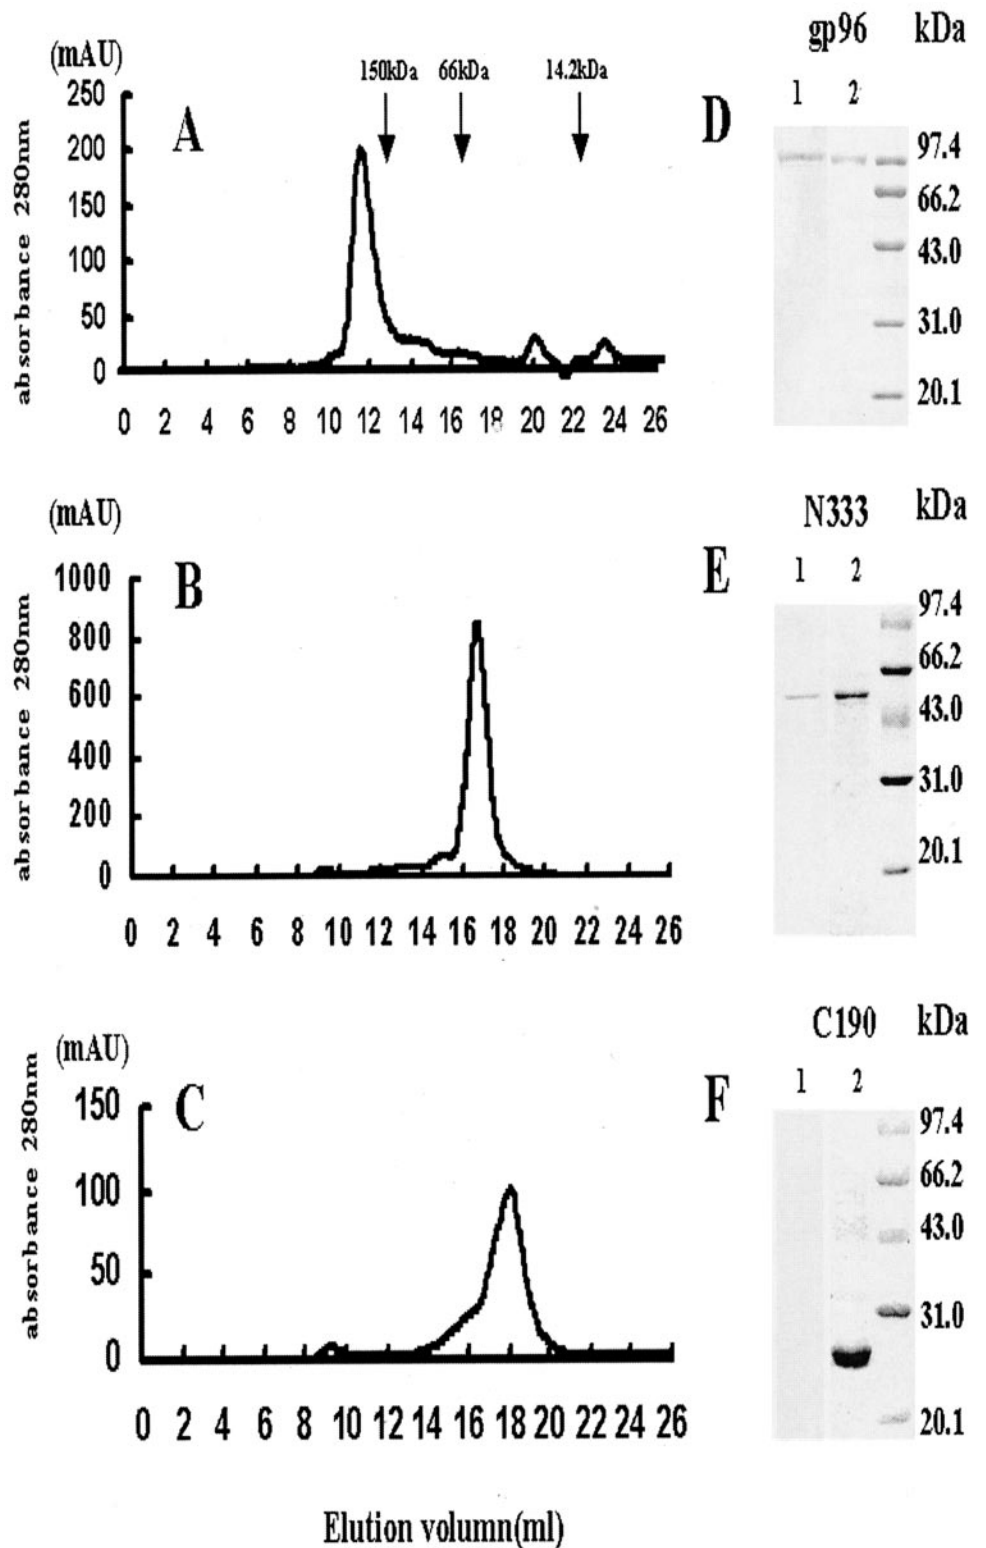 (mAU)
absorbance 280nm
A
250
200
150
100
50
0
0 2 4 6 8 10 12 14 16 18 20 22 24 26
150kDa 66kDa 14.2kDa
D
gp96 kDa
1 2
97.4
66.2
43.0
31.0
20.1
(mAU)
absorbance 280nm
B
1000
800
600
400
200
0
0 2 4 6 8 10 12 14 16 18 20 22 24 26
E
N333 kDa
1 2
97.4
66.2
43.0
31.0
20.1
(mAU)
absorbance 280nm
C
150
100
50
0
0 2 4 6 8 10 12 14 16 18 20 22 24 26
F
C190 kDa
1 2
97.4
66.2
43.0
31.0
20.1
Elution volumn(ml)